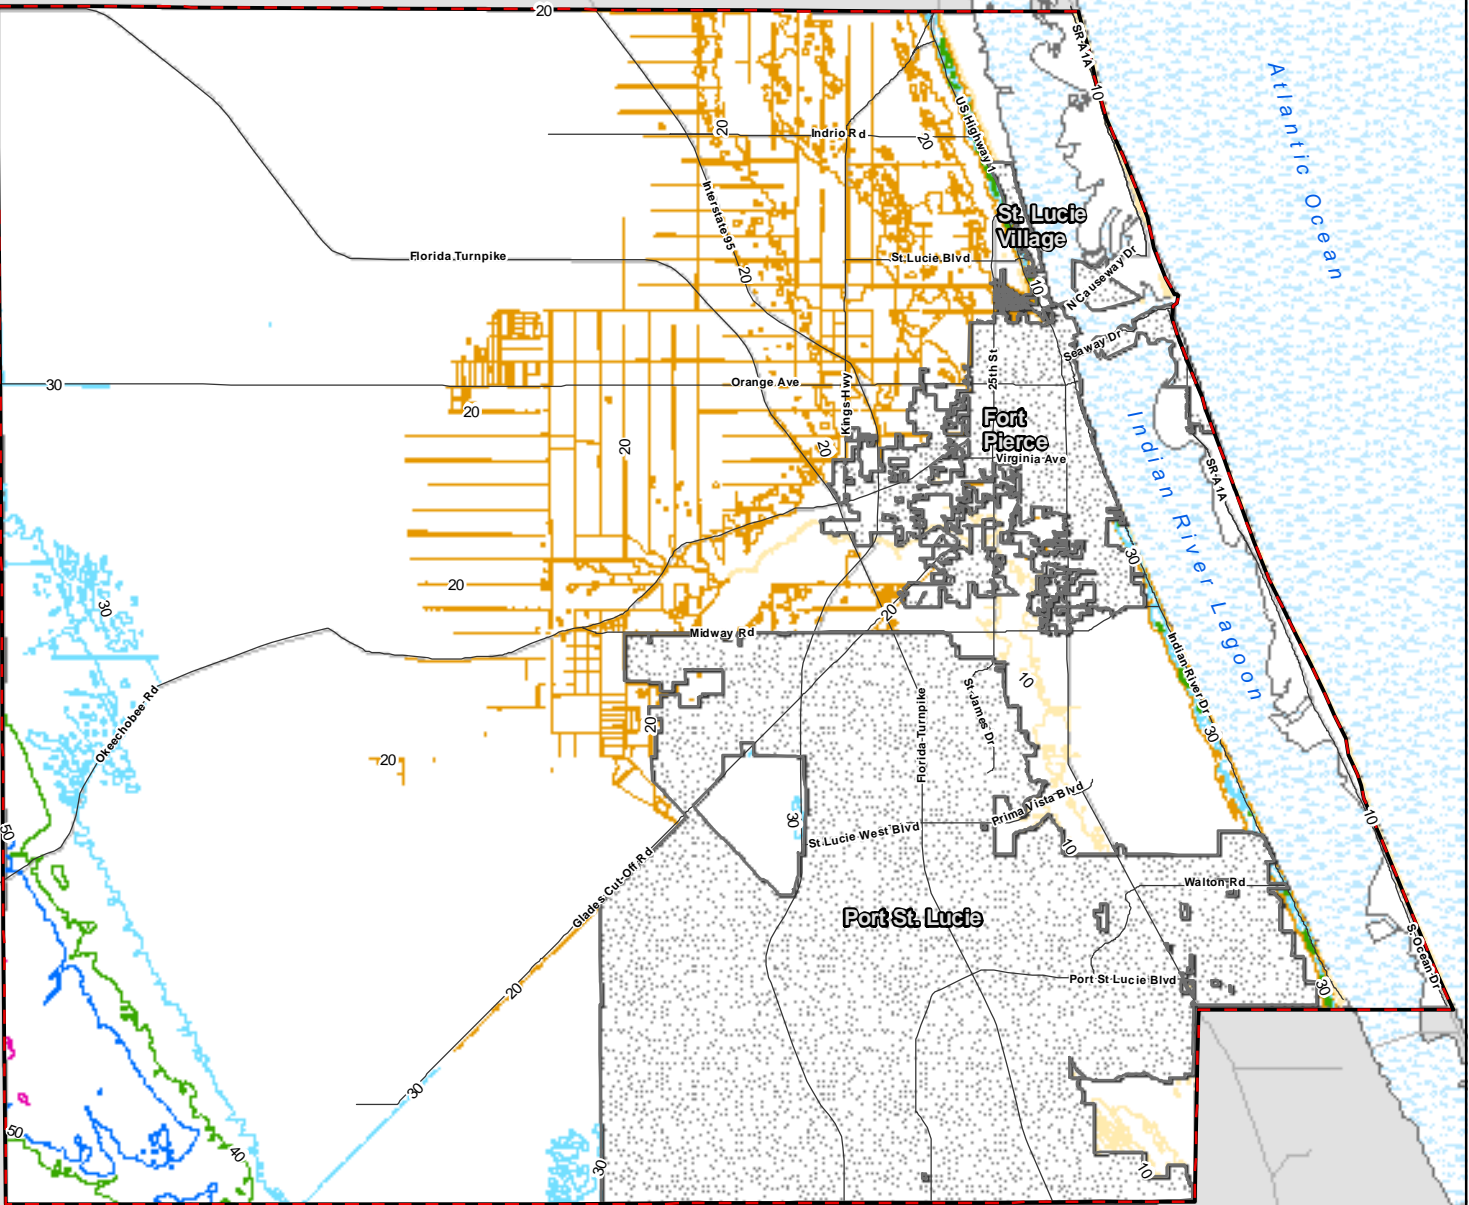 20
SR A1A
10
Atlantic Ocean
US Highway 1
20
Indrio Rd
20
Interstate 95
St. Lucie
Village
Florida Turnpike
20
St Lucie Blvd
10
N Causeway Dr
Seaway Dr
30
Orange Ave
Kings Hwy
25th St
20
Fort
Pierce
Virginia Ave
20
20
Indian River Lagoon
SR A1A
30
20
30
20
Midway Rd
Indian River Dr
10
St James Dr
Florida Turnpike
Okeechobee Rd
20
30
20
Prima Vista Blvd
10
50
30
St Lucie West Blvd
10
Glades Cut-Off Rd
Walton Rd
Port St. Lucie
S Ocean Dr
Port St Lucie Blvd
20
30
30
50
40
30
10